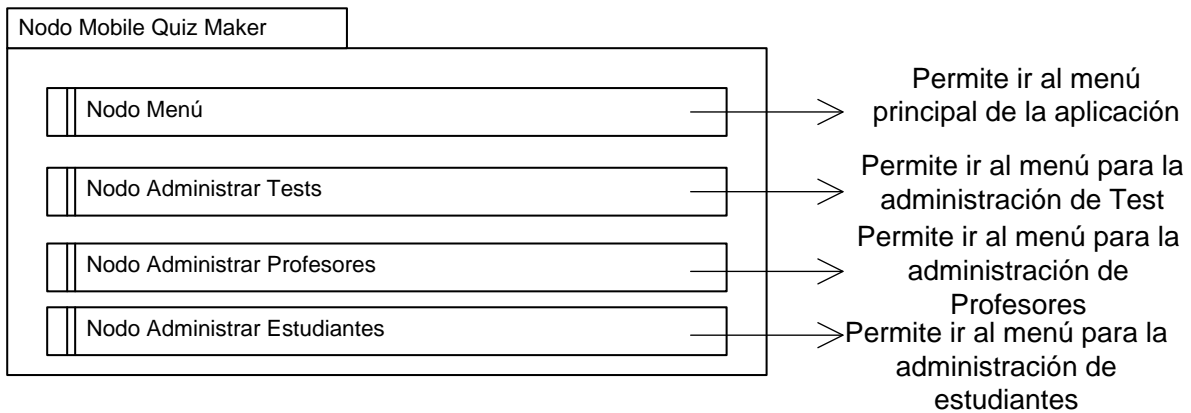 Nodo Mobile Quiz Maker
Nodo Menú
Permite ir al menú
principal de la aplicación
Nodo Administrar Tests
Permite ir al menú para la
administración de Test
Nodo Administrar Profesores
Permite ir al menú para la
administración de
Profesores
Nodo Administrar Estudiantes
Permite ir al menú para la
administración de
estudiantes